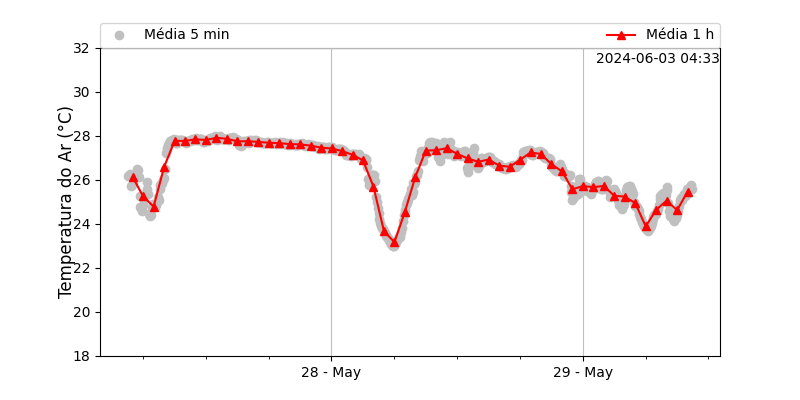 Média 5 min
Média 1 h
2024-06-03 04:33
Temperatura do Ar (°C)
32
30
28
26
24
22
20
18
28 - May
29 - May